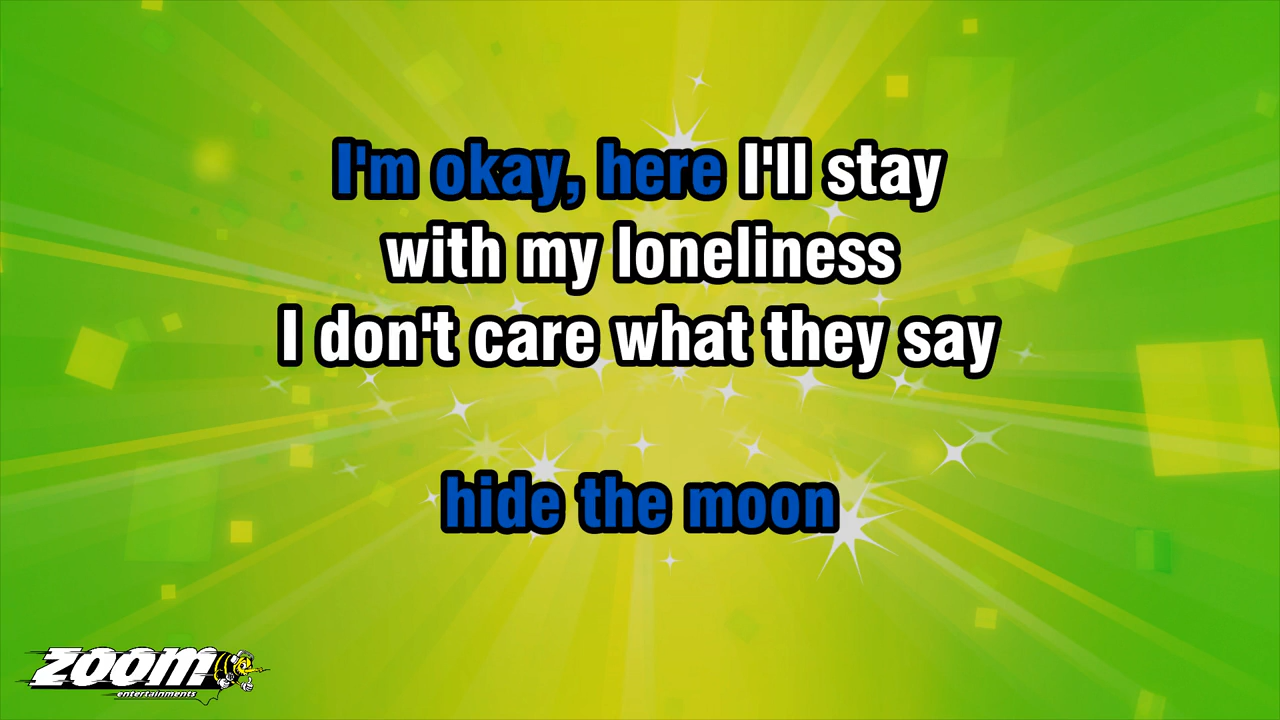 I'm okay, here I'll stay
with my loneliness
I don't care what they say
hide the moon
zoom
entertainments